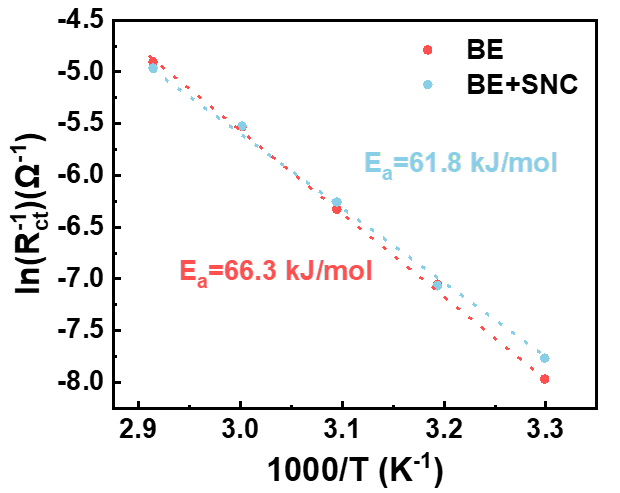 -4.5
-5.0
-5.5
-6.0
-6.5
-7.0
-7.5
-8.0
ln(R⁻¹ct)(Ω⁻¹)
BE
BE+SNC
Eₐ=61.8 kJ/mol
Eₐ=66.3 kJ/mol
2.9 3.0 3.1 3.2 3.3
1000/T (K⁻¹)